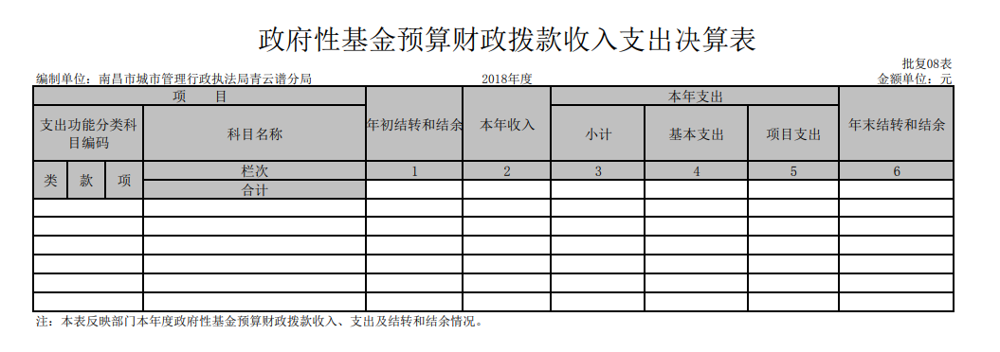 政府性基金预算财政拨款收入支出决算表
批复08表
编制单位：南昌市城市管理行政执法局青云谱分局 2018年度 金额单位：元
项 目 年初结转和结余 本年收入 本年支出 年末结转和结余
支出功能分类科目编码 科目名称 小计 基本支出 项目支出
类 款 项 栏次 1 2 3 4 5 6
合计
注：本表反映部门本年度政府性基金预算财政拨款收入、支出及结转和结余情况。